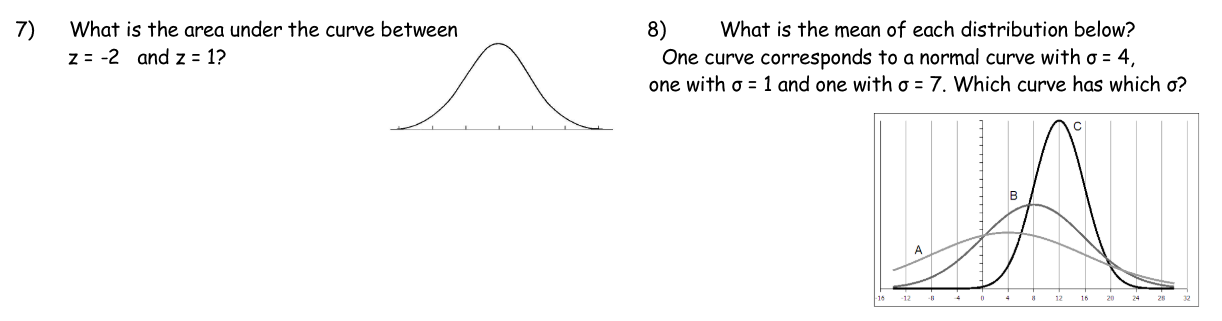 7) What is the area under the curve between
z = -2 and z = 1?
8) What is the mean of each distribution below?
One curve corresponds to a normal curve with σ = 4,
one with σ = 1 and one with σ = 7. Which curve has which σ?
C
B
A
-16 -12 -8 -4 0 4 8 12 16 20 24 28 32